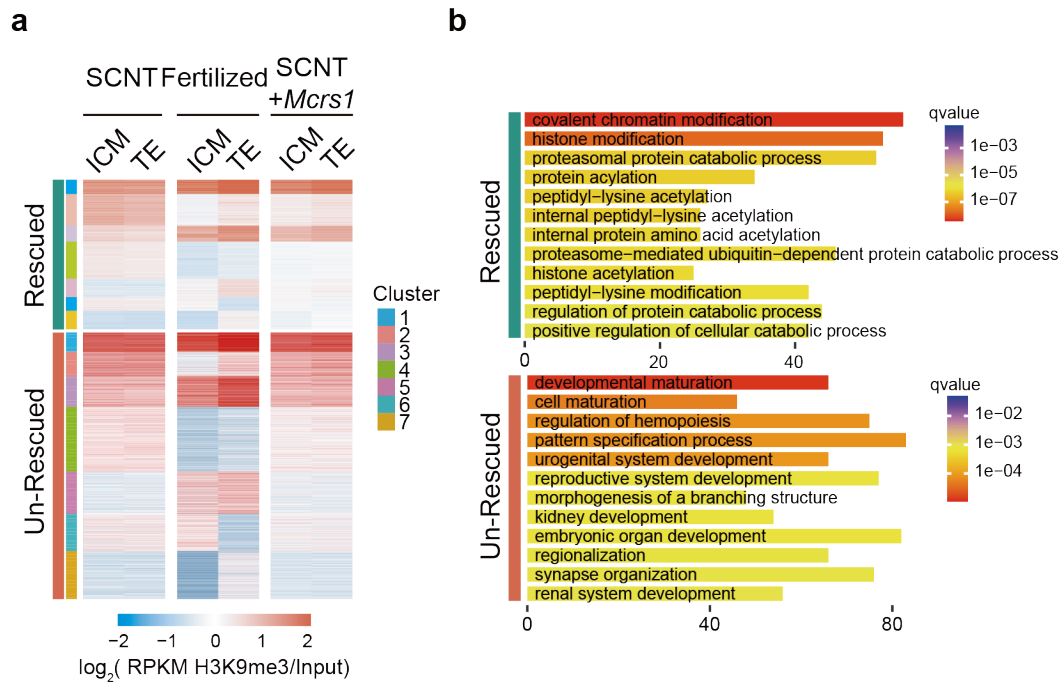 a
SCNT Fertilized SCNT
+Mcrs1
ICM TE ICM TE ICM TE
Rescued
Un-Rescued
Cluster
1
2
3
4
5
6
7
−2 −1 0 1 2
log2( RPKM H3K9me3/Input)
b
Rescued
covalent chromatin modification
histone modification
proteasomal protein catabolic process
protein acylation
peptidyl−lysine acetylation
internal peptidyl−lysine acetylation
internal protein amino acid acetylation
proteasome−mediated ubiquitin−dependent protein catabolic process
histone acetylation
peptidyl−lysine modification
regulation of protein catabolic process
positive regulation of cellular catabolic process
0 20 40
qvalue
1e−03
1e−05
1e−07
Un-Rescued
developmental maturation
cell maturation
regulation of hemopoiesis
pattern specification process
urogenital system development
reproductive system development
morphogenesis of a branching structure
kidney development
embryonic organ development
regionalization
synapse organization
renal system development
0 40 80
qvalue
1e−02
1e−03
1e−04